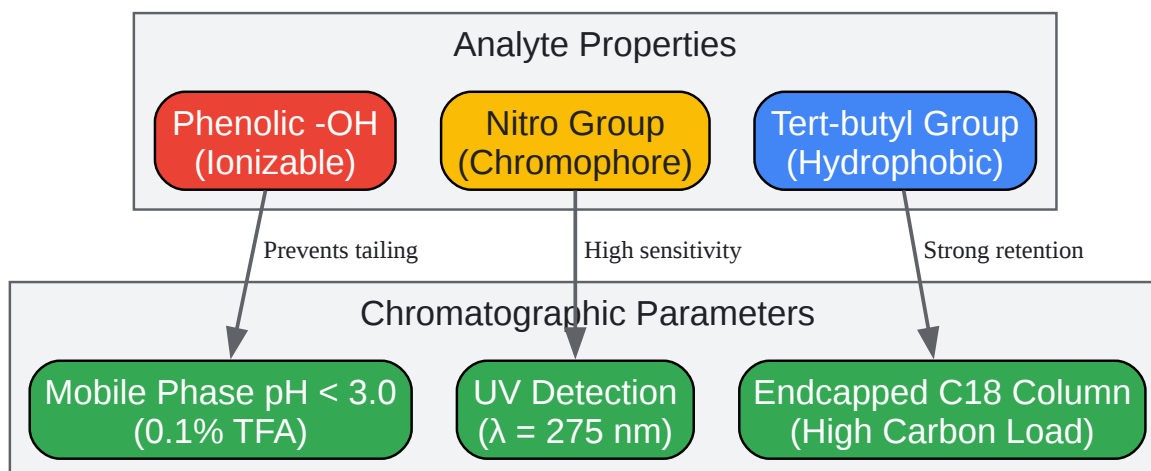 Analyte Properties
Phenolic -OH
(Ionizable)
Nitro Group
(Chromophore)
Tert-butyl Group
(Hydrophobic)
Prevents tailing
High sensitivity
Strong retention
Chromatographic Parameters
Mobile Phase pH < 3.0
(0.1% TFA)
UV Detection
(λ = 275 nm)
Endcapped C18 Column
(High Carbon Load)